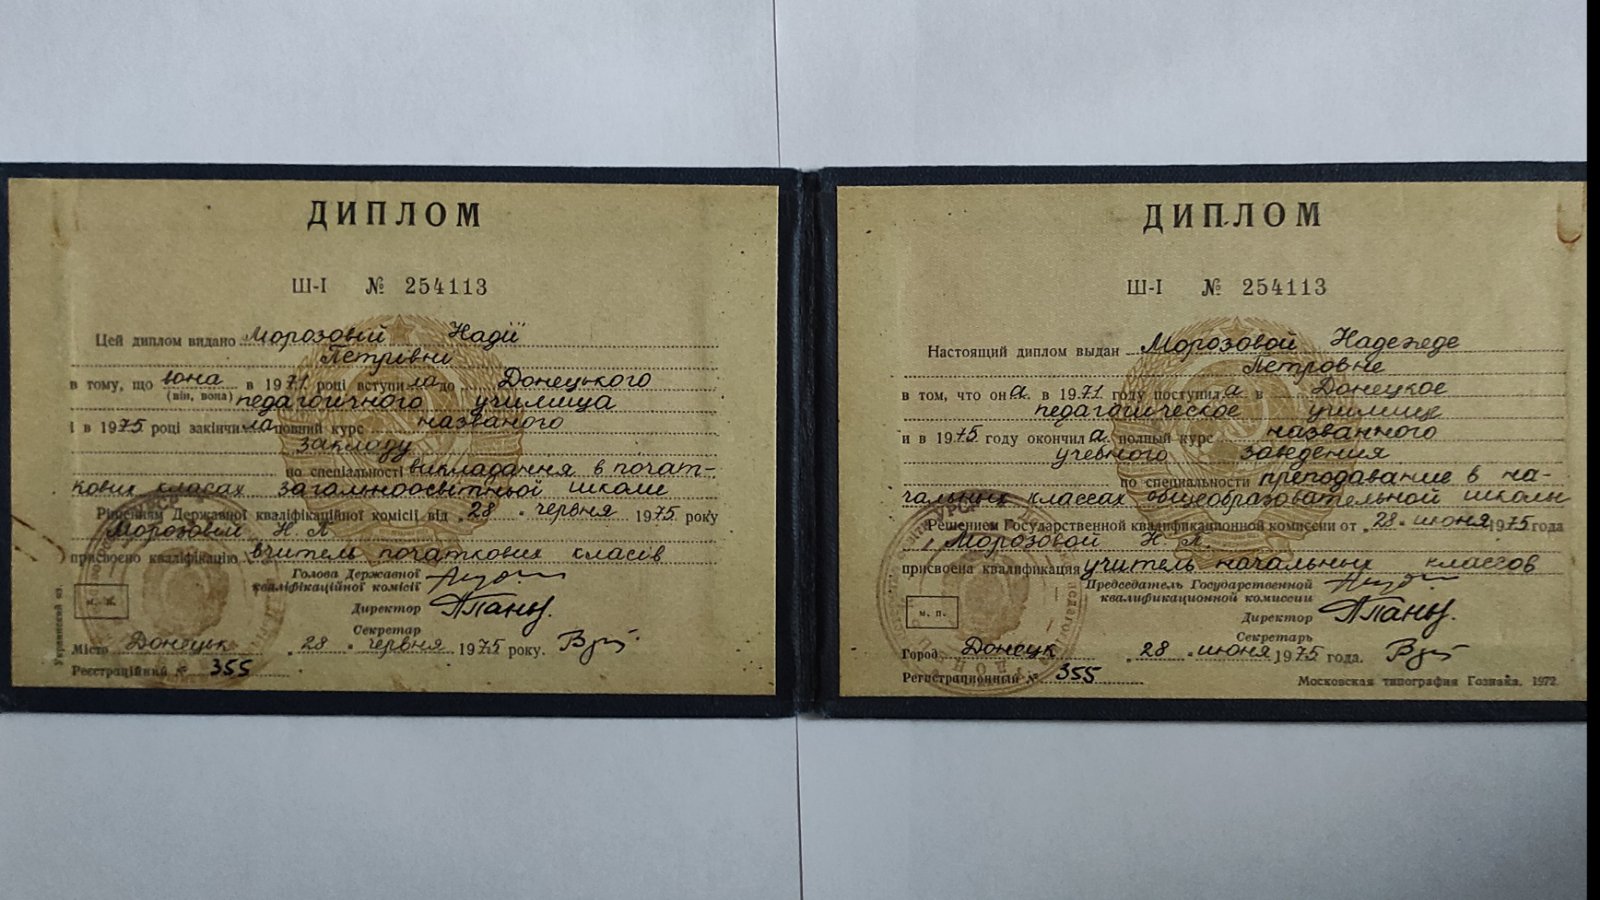 ДИПЛОМ
Ш-І № 254113
Цей диплом видано Морозовій Надії
Петрівні
в тому, що вона в 1971 році вступила до Донецького
(він, вона) педагогічного училища
і в 1975 році закінчила повний курс названого
закладу
по спеціальності викладання в почат-
кових класах загальноосвітньої школи
Рішенням Державної кваліфікаційної комісії від „28" червня 1975 року
Морозовій Н. П.
присвоєно кваліфікацію вчитель початкових класів
Голова Державної
кваліфікаційної комісії
Директор
Секретар
М. П.
Місто Донецьк „28" червня 1975 року.
Реєстраційний № 355
Украинский яз.
ДИПЛОМ
Ш-І № 254113
Настоящий диплом выдан Морозовой Надежде
Петровне
в том, что она в 1971 году поступила в Донецкое
педагогическое училище
и в 1975 году окончила полный курс названного
учебного заведения
по специальности преподавание в на-
чальных классах общеобразовательной школы
Решением Государственной квалификационной комиссии от „28" июня 1975 года
Морозовой Н. П.
присвоена квалификация учитель начальных классов
Председатель Государственной
квалификационной комиссии
Директор
Секретарь
М. П.
Город Донецк „28" июня 1975 года.
Регистрационный № 355
Московская типография Гознака. 1972.